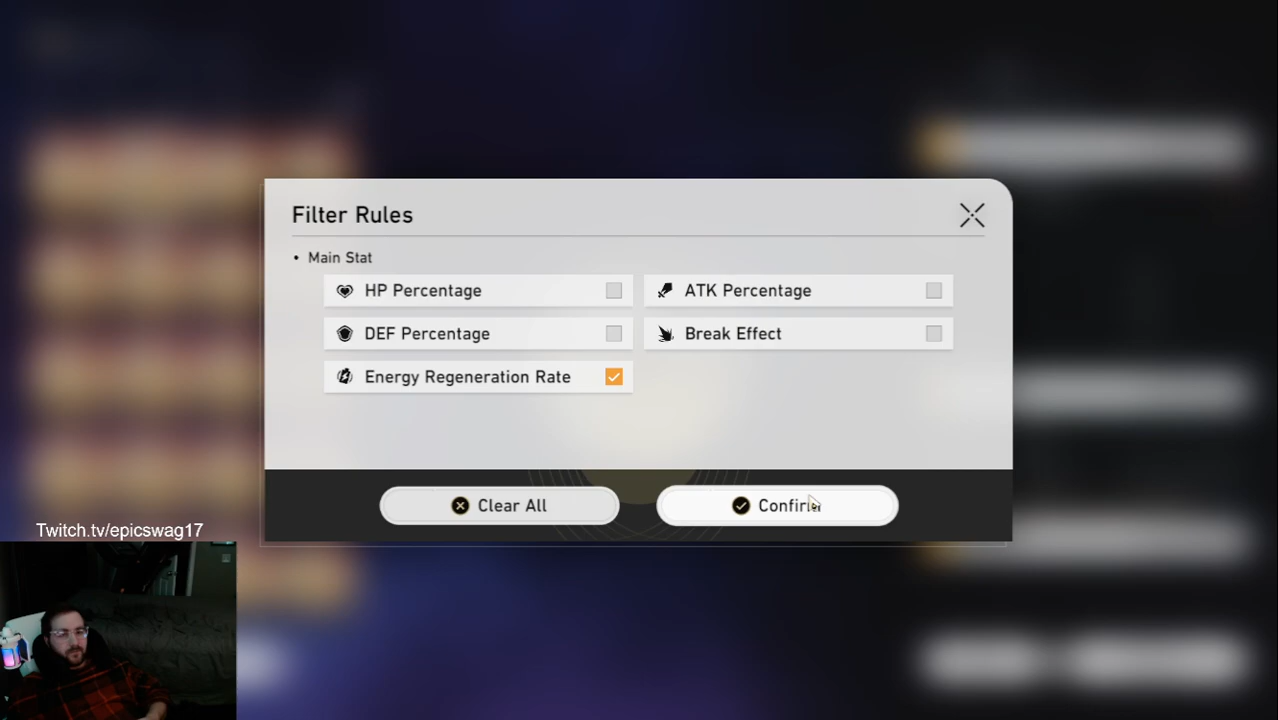 Filter Rules
• Main Stat
HP Percentage
ATK Percentage
DEF Percentage
Break Effect
Energy Regeneration Rate
Clear All
Confirm
Twitch.tv/epicswag17